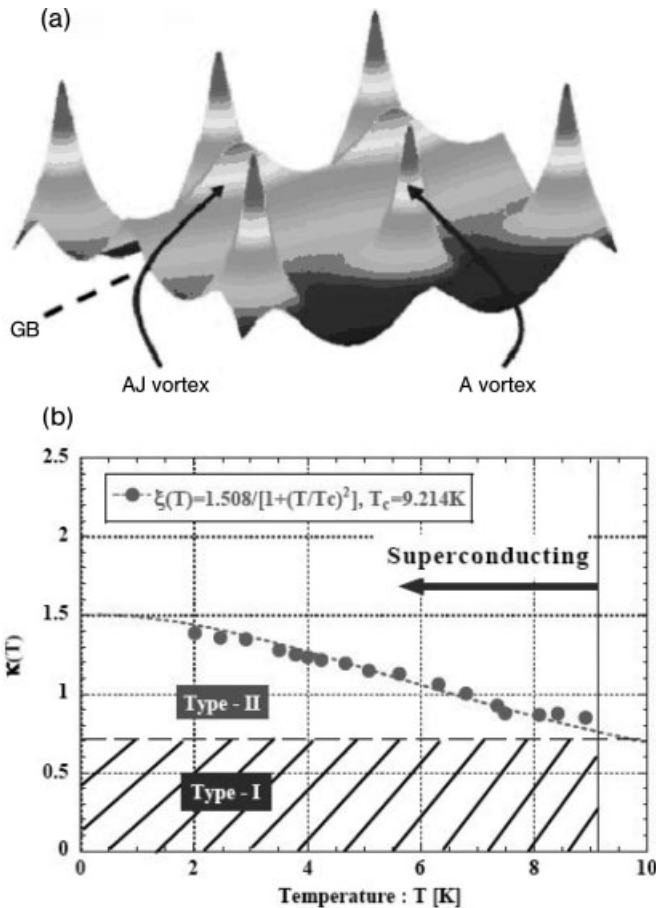 (a)
GB
AJ vortex
A vortex
(b)
2.5
ξ(T)=1.508/[1+(T/Tc)²], T_c=9.214K
2
Superconducting
1.5
κ(T)
1
Type - II
0.5
Type - I
0
0 2 4 6 8 10
Temperature : T [K]